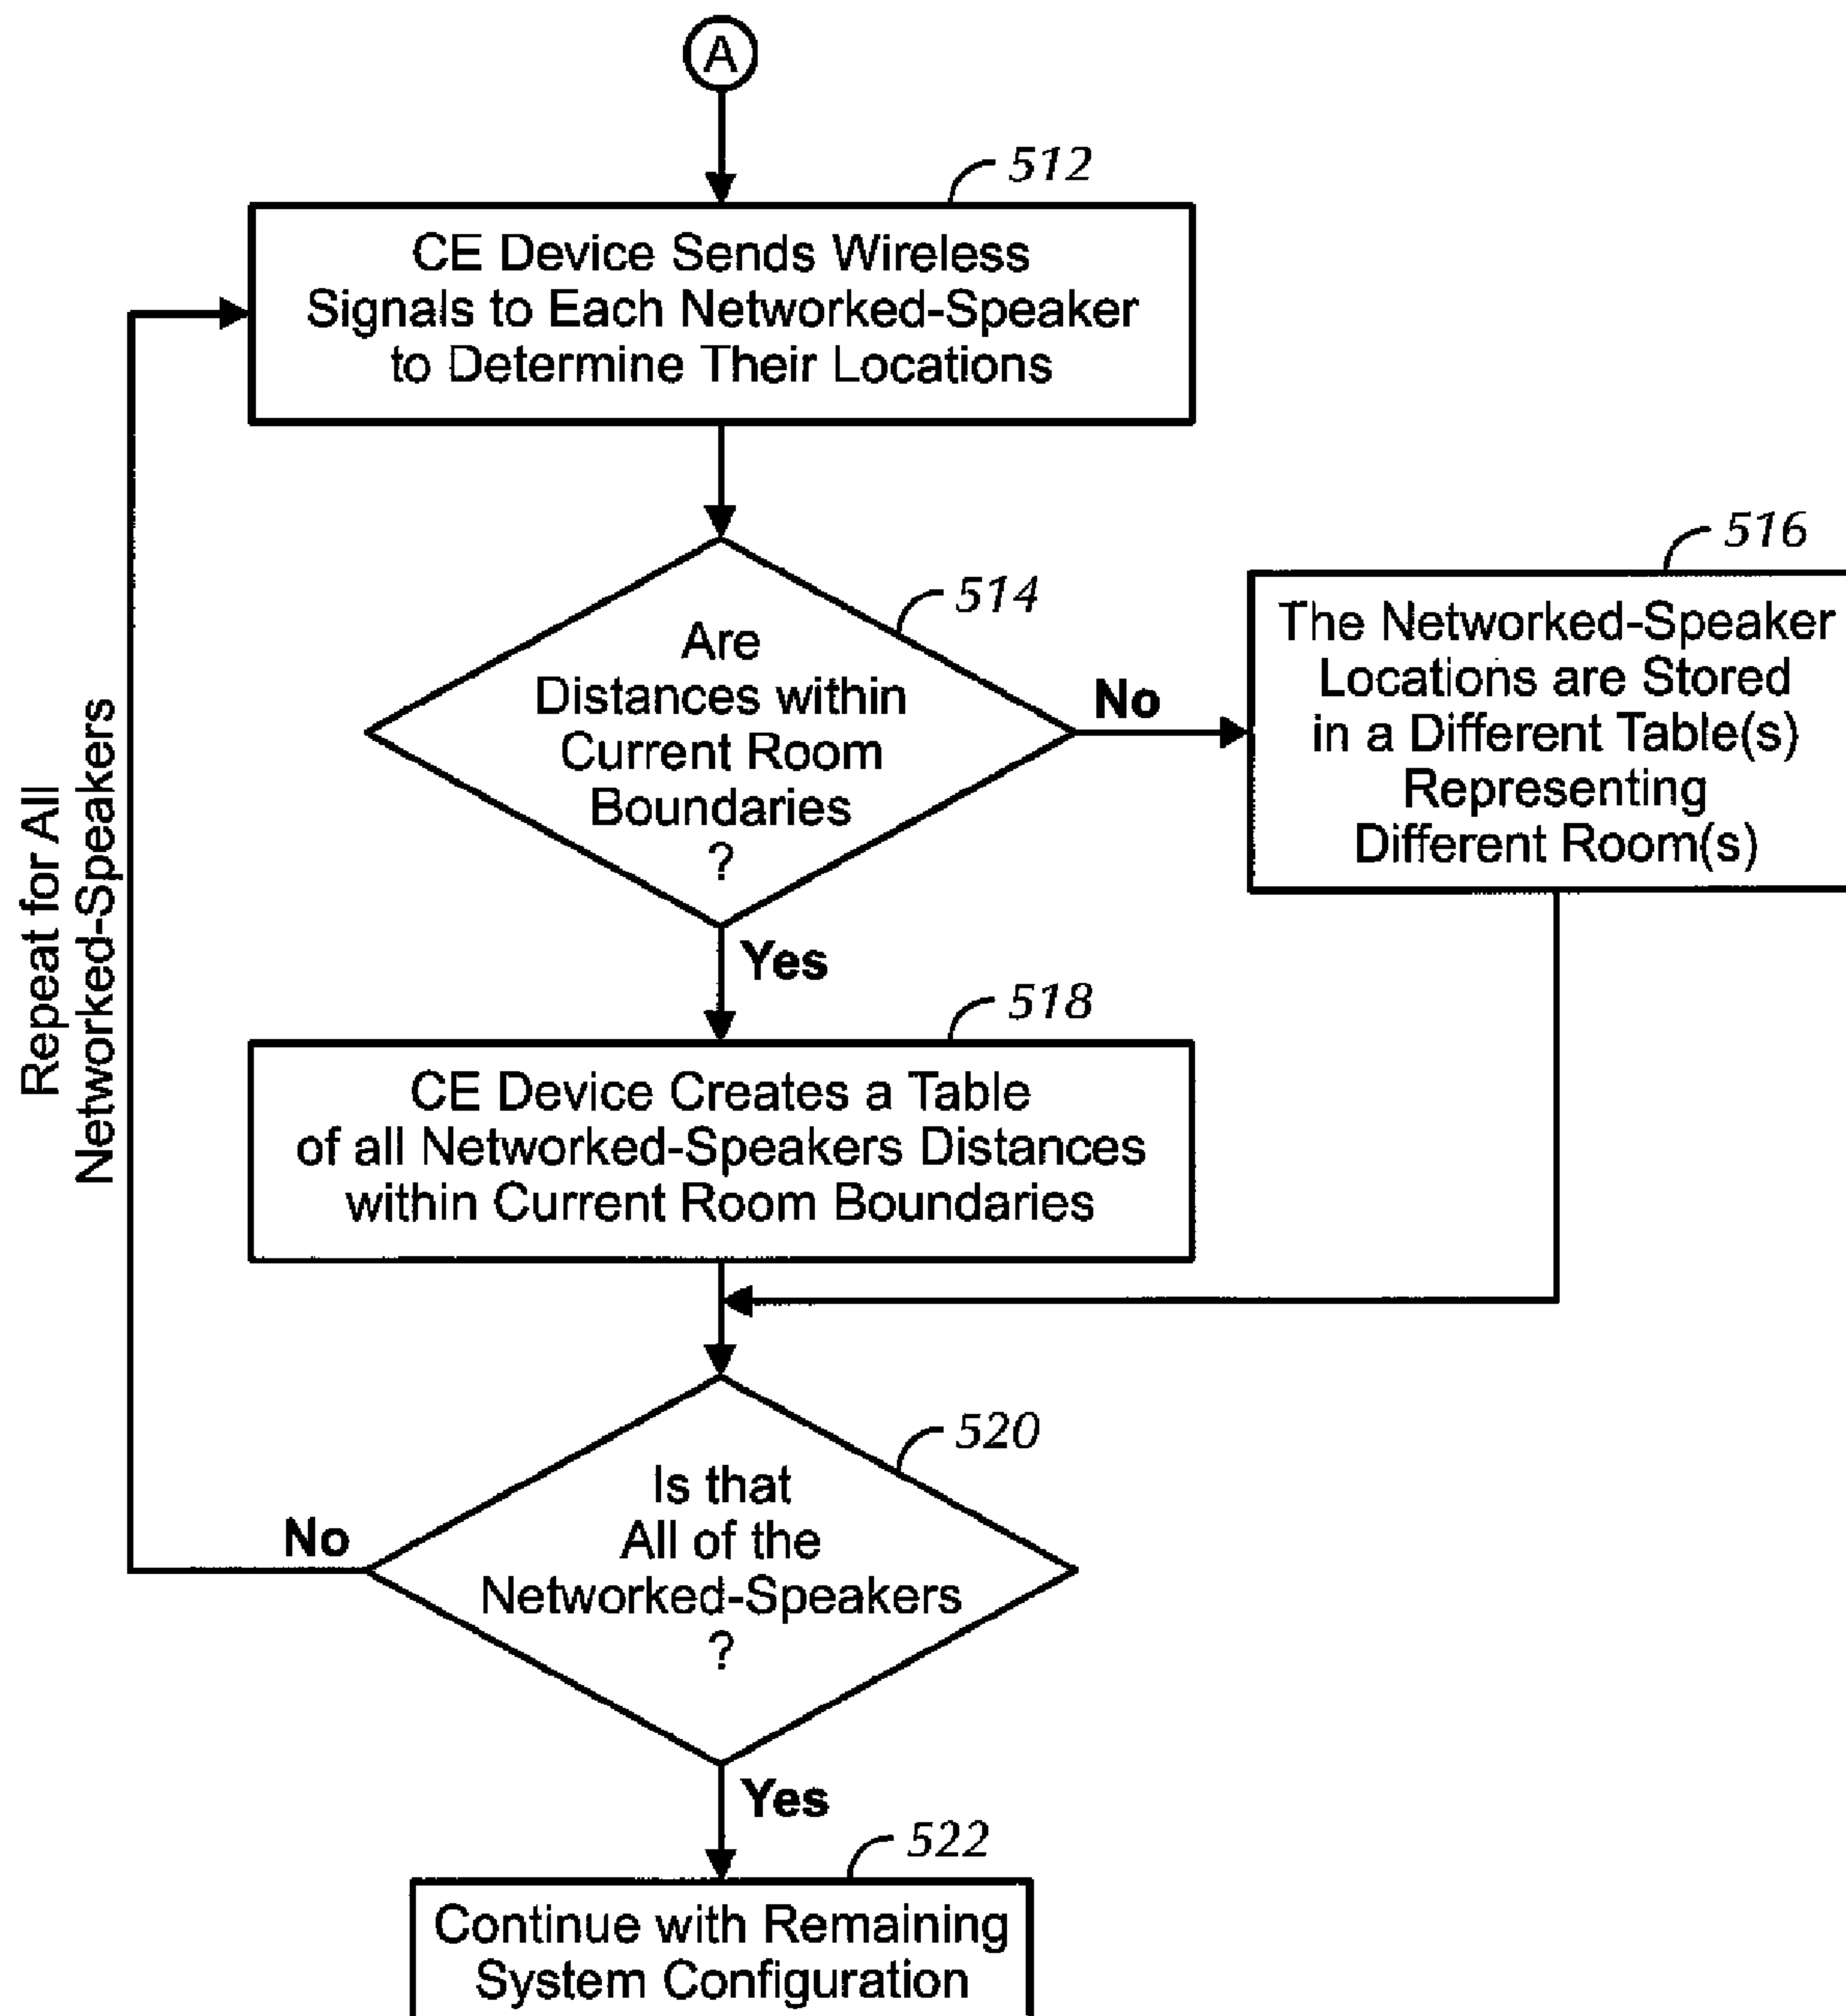 A
512
CE Device Sends Wireless
Signals to Each Networked-Speaker
to Determine Their Locations
514
Are
Distances within
Current Room
Boundaries
?
No
516
The Networked-Speaker
Locations are Stored
in a Different Table(s)
Representing
Different Room(s)
Yes
518
CE Device Creates a Table
of all Networked-Speakers Distances
within Current Room Boundaries
Repeat for All
Networked-Speakers
520
Is that
All of the
Networked-Speakers
?
No
Yes
522
Continue with Remaining
System Configuration